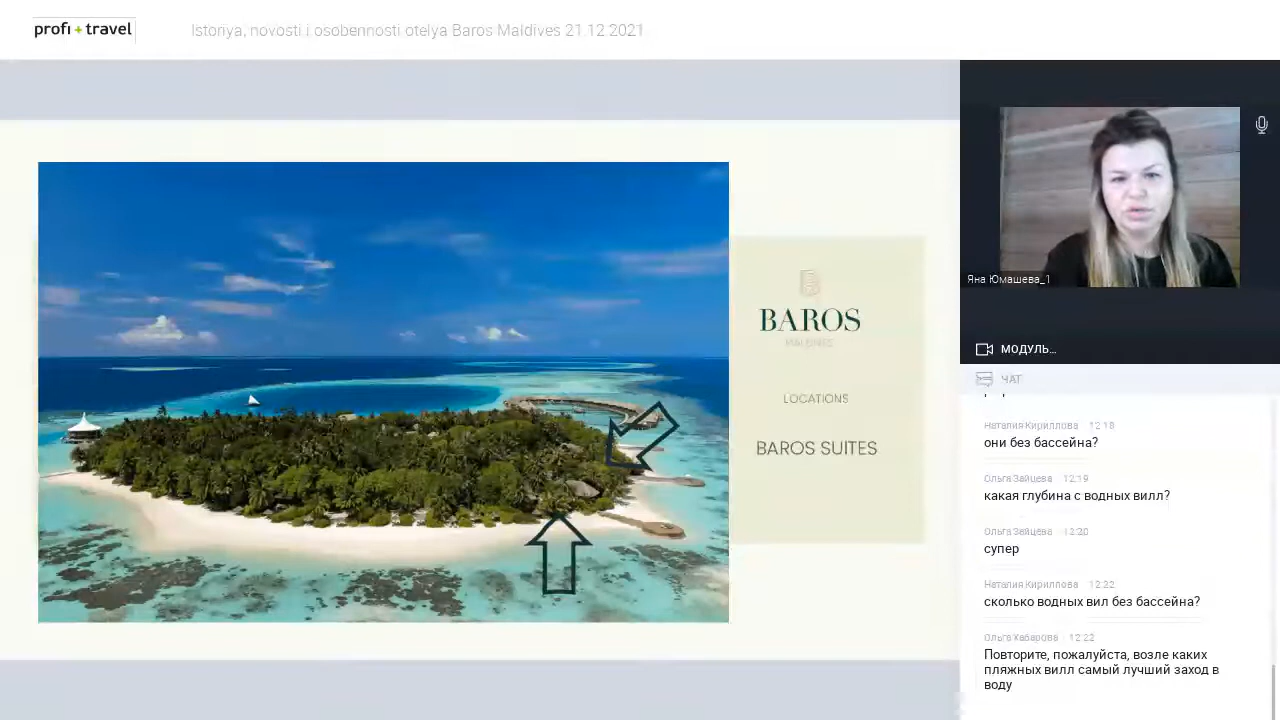 profi + travel
Istoriya, novosti i osobennosti otelya Baros Maldives 21.12 2021
BAROS
MALDIVES
LOCATIONS
BAROS SUITES
Яна Юмашева_1
МОДУЛЬ...
ЧАТ
Наталия Кириллова 12:18
они без бассейна?
Ольга Зайцева 12:19
какая глубина с водных вилл?
Ольга Зайцева 12:20
супер
Наталия Кириллова 12:22
сколько водных вил без бассейна?
Ольга Хабарова 12:22
Повторите, пожалуйста, возле каких
пляжных вилл самый лучший заход в
воду